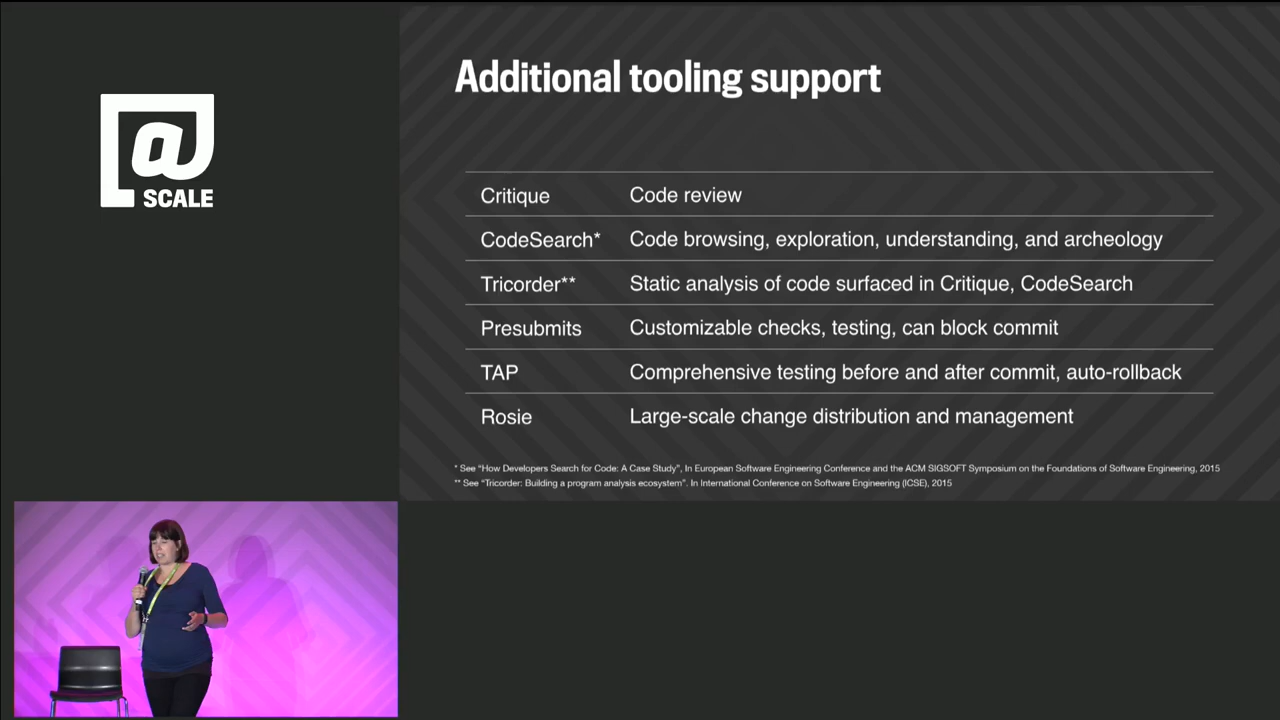 @
SCALE
Additional tooling support
Critique Code review
CodeSearch* Code browsing, exploration, understanding, and archeology
Tricorder** Static analysis of code surfaced in Critique, CodeSearch
Presubmits Customizable checks, testing, can block commit
TAP Comprehensive testing before and after commit, auto-rollback
Rosie Large-scale change distribution and management
* See “How Developers Search for Code: A Case Study”, In European Software Engineering Conference and the ACM SIGSOFT Symposium on the Foundations of Software Engineering, 2015
** See “Tricorder: Building a program analysis ecosystem”. In International Conference on Software Engineering (ICSE), 2015